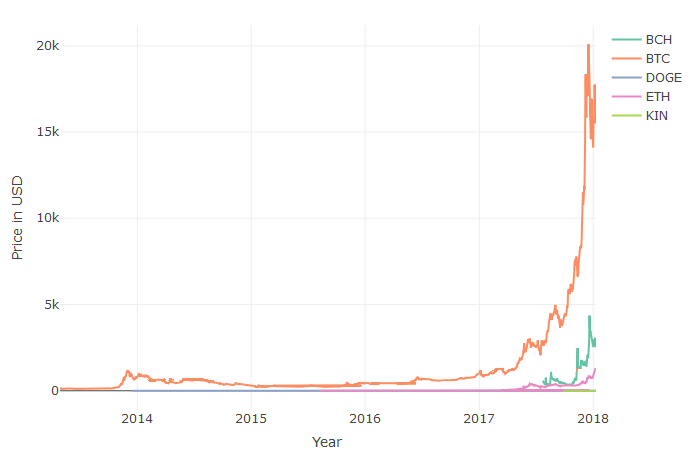 20k
15k
10k
5k
0
Price in USD
2014
2015
2016
2017
2018
Year
BCH
BTC
DOGE
ETH
KIN